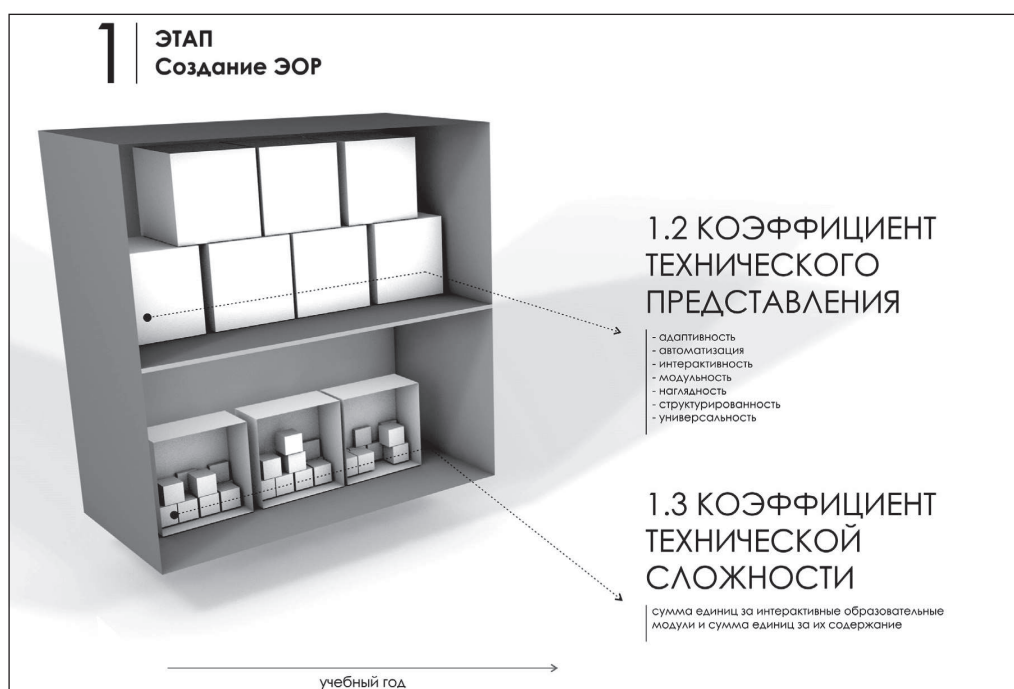 1
ЭТАП
Создание ЭОР
1.2 КОЭФФИЦИЕНТ
ТЕХНИЧЕСКОГО
ПРЕДСТАВЛЕНИЯ
- адаптивность
- автоматизация
- интерактивность
- модульность
- наглядность
- структурированность
- универсальность
1.3 КОЭФФИЦИЕНТ
ТЕХНИЧЕСКОЙ
СЛОЖНОСТИ
сумма единиц за интерактивные образовательные
модули и сумма единиц за их содержание
учебный год